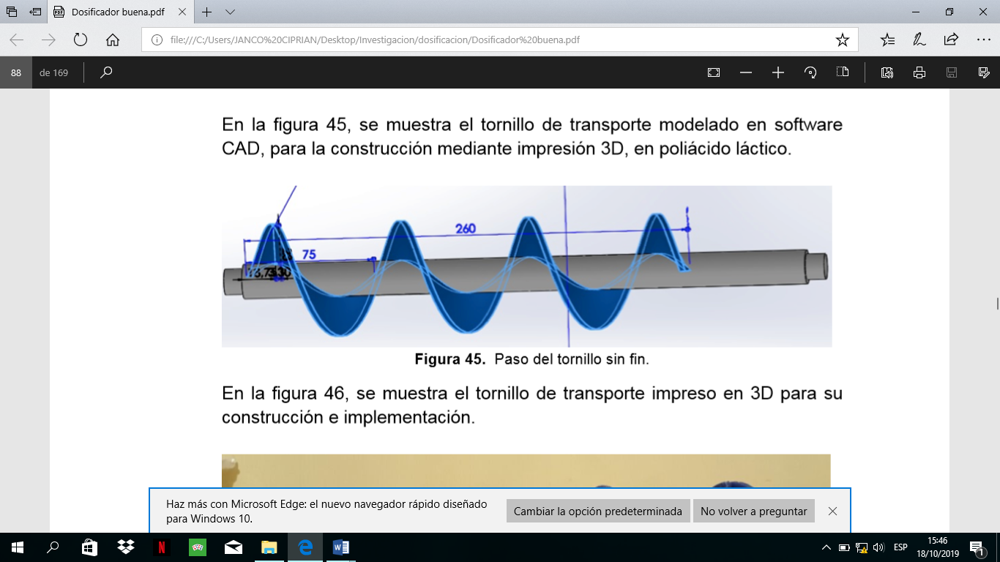 Dosificador buena.pdf
file:///C:/Users/JANCO%20CIPRIAN/Desktop/Investigacion/dosificacion/Dosificador%20buena.pdf
88 de 169
En la figura 45, se muestra el tornillo de transporte modelado en software
CAD, para la construcción mediante impresión 3D, en poliácido láctico.
260
75
Figura 45. Paso del tornillo sin fin.
En la figura 46, se muestra el tornillo de transporte impreso en 3D para su
construcción e implementación.
Haz más con Microsoft Edge: el nuevo navegador rápido diseñado
para Windows 10.
Cambiar la opción predeterminada
No volver a preguntar
ESP
15:46
18/10/2019
1